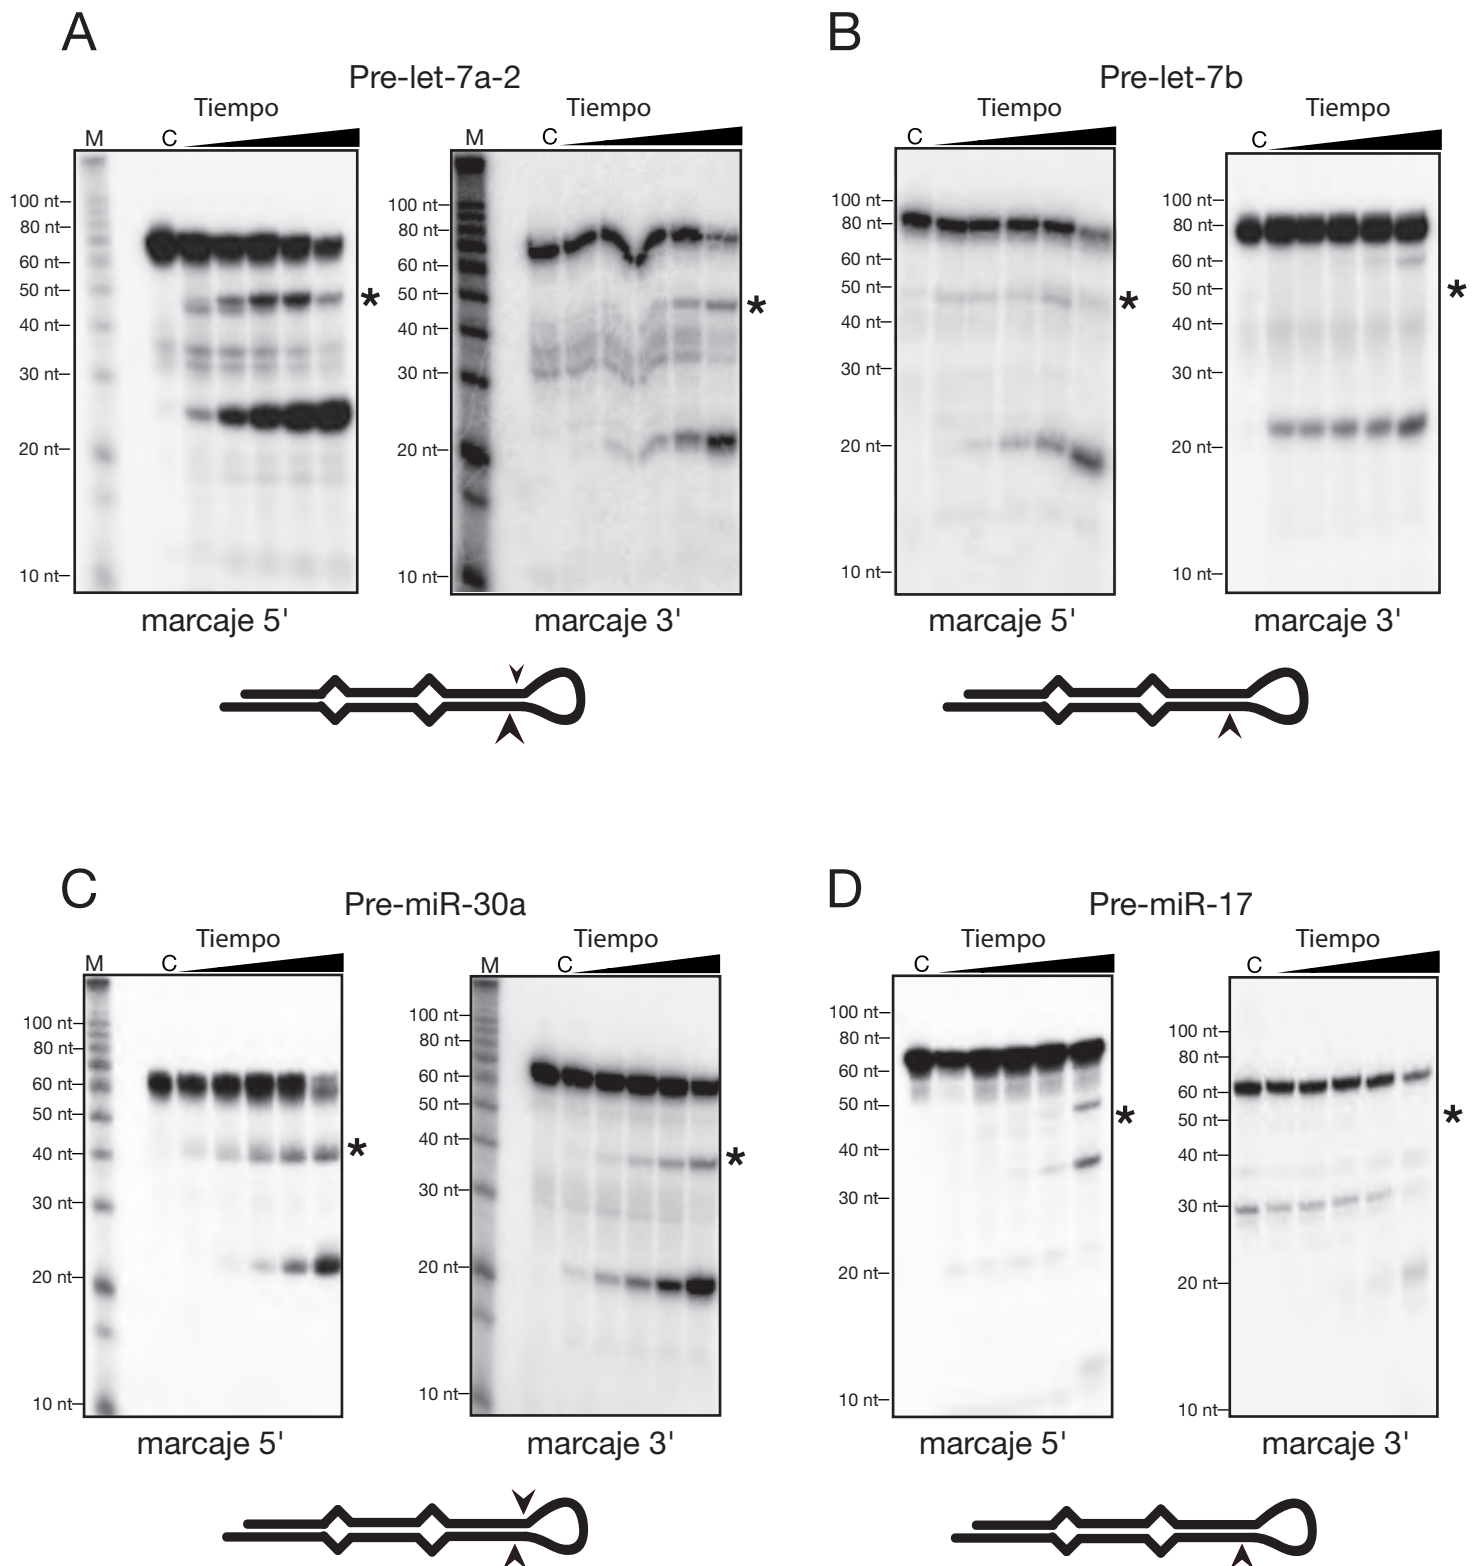 A
Pre-let-7a-2
Tiempo
M
C
100 nt
80 nt
60 nt
50 nt
40 nt
30 nt
20 nt
10 nt
*
marcaje 5'
Tiempo
M
C
100 nt
80 nt
60 nt
50 nt
40 nt
30 nt
20 nt
10 nt
*
marcaje 3'
B
Pre-let-7b
Tiempo
C
100 nt
80 nt
60 nt
50 nt
40 nt
30 nt
20 nt
10 nt
*
marcaje 5'
Tiempo
C
100 nt
80 nt
60 nt
50 nt
40 nt
30 nt
20 nt
10 nt
*
marcaje 3'
C
Pre-miR-30a
Tiempo
M
C
100 nt
80 nt
60 nt
50 nt
40 nt
30 nt
20 nt
10 nt
*
marcaje 5'
Tiempo
M
C
100 nt
80 nt
60 nt
50 nt
40 nt
30 nt
20 nt
10 nt
*
marcaje 3'
D
Pre-miR-17
Tiempo
C
100 nt
80 nt
60 nt
50 nt
40 nt
30 nt
20 nt
10 nt
*
marcaje 5'
Tiempo
C
100 nt
80 nt
60 nt
50 nt
40 nt
30 nt
20 nt
10 nt
*
marcaje 3'